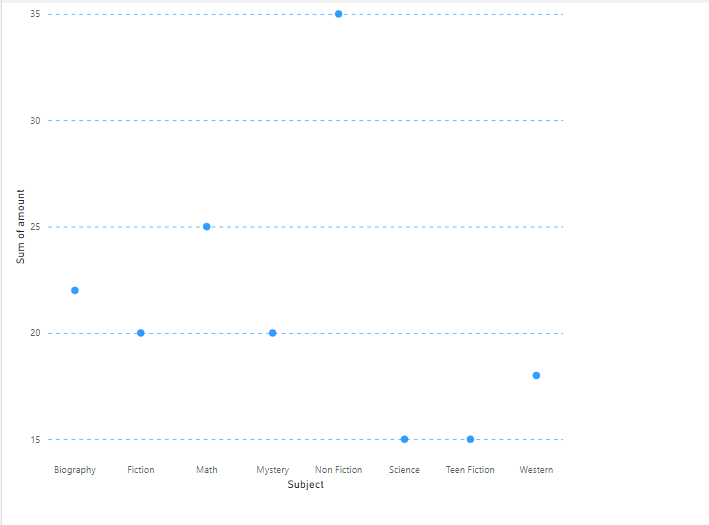 35
30
25
20
15
Sum of amount
Biography Fiction Math Mystery Non Fiction Science Teen Fiction Western
Subject